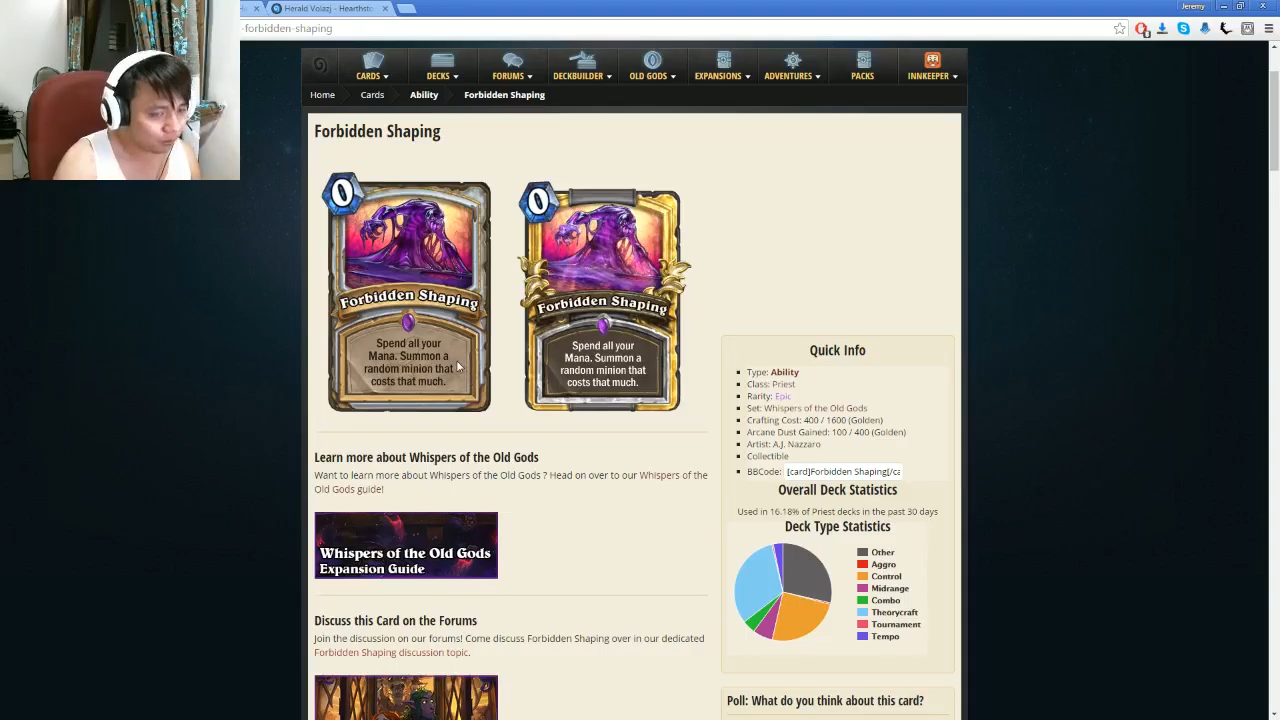 Herald Volazj - Hearthsto
Jeremy
-forbidden-shaping
CARDS
DECKS
FORUMS
DECKBUILDER
OLD GODS
EXPANSIONS
ADVENTURES
PACKS
INNKEEPER
Home
Cards
Ability
Forbidden Shaping
Forbidden Shaping
0
Forbidden Shaping
Spend all your
Mana. Summon a
random minion that
costs that much.
0
Forbidden Shaping
Spend all your
Mana. Summon a
random minion that
costs that much.
Quick Info
Type: Ability
Class: Priest
Rarity: Epic
Set: Whispers of the Old Gods
Crafting Cost: 400 / 1600 (Golden)
Arcane Dust Gained: 100 / 400 (Golden)
Artist: A.J. Nazzaro
Collectible
BBCode: [card]Forbidden Shaping[/ca
Overall Deck Statistics
Used in 16.18% of Priest decks in the past 30 days
Deck Type Statistics
Other
Aggro
Control
Midrange
Combo
Theorycraft
Tournament
Tempo
Learn more about Whispers of the Old Gods
Want to learn more about Whispers of the Old Gods ? Head on over to our Whispers of the
Old Gods guide!
Whispers of the Old Gods
Expansion Guide
Discuss this Card on the Forums
Join the discussion on our forums! Come discuss Forbidden Shaping over in our dedicated
Forbidden Shaping discussion topic.
Poll: What do you think about this card?